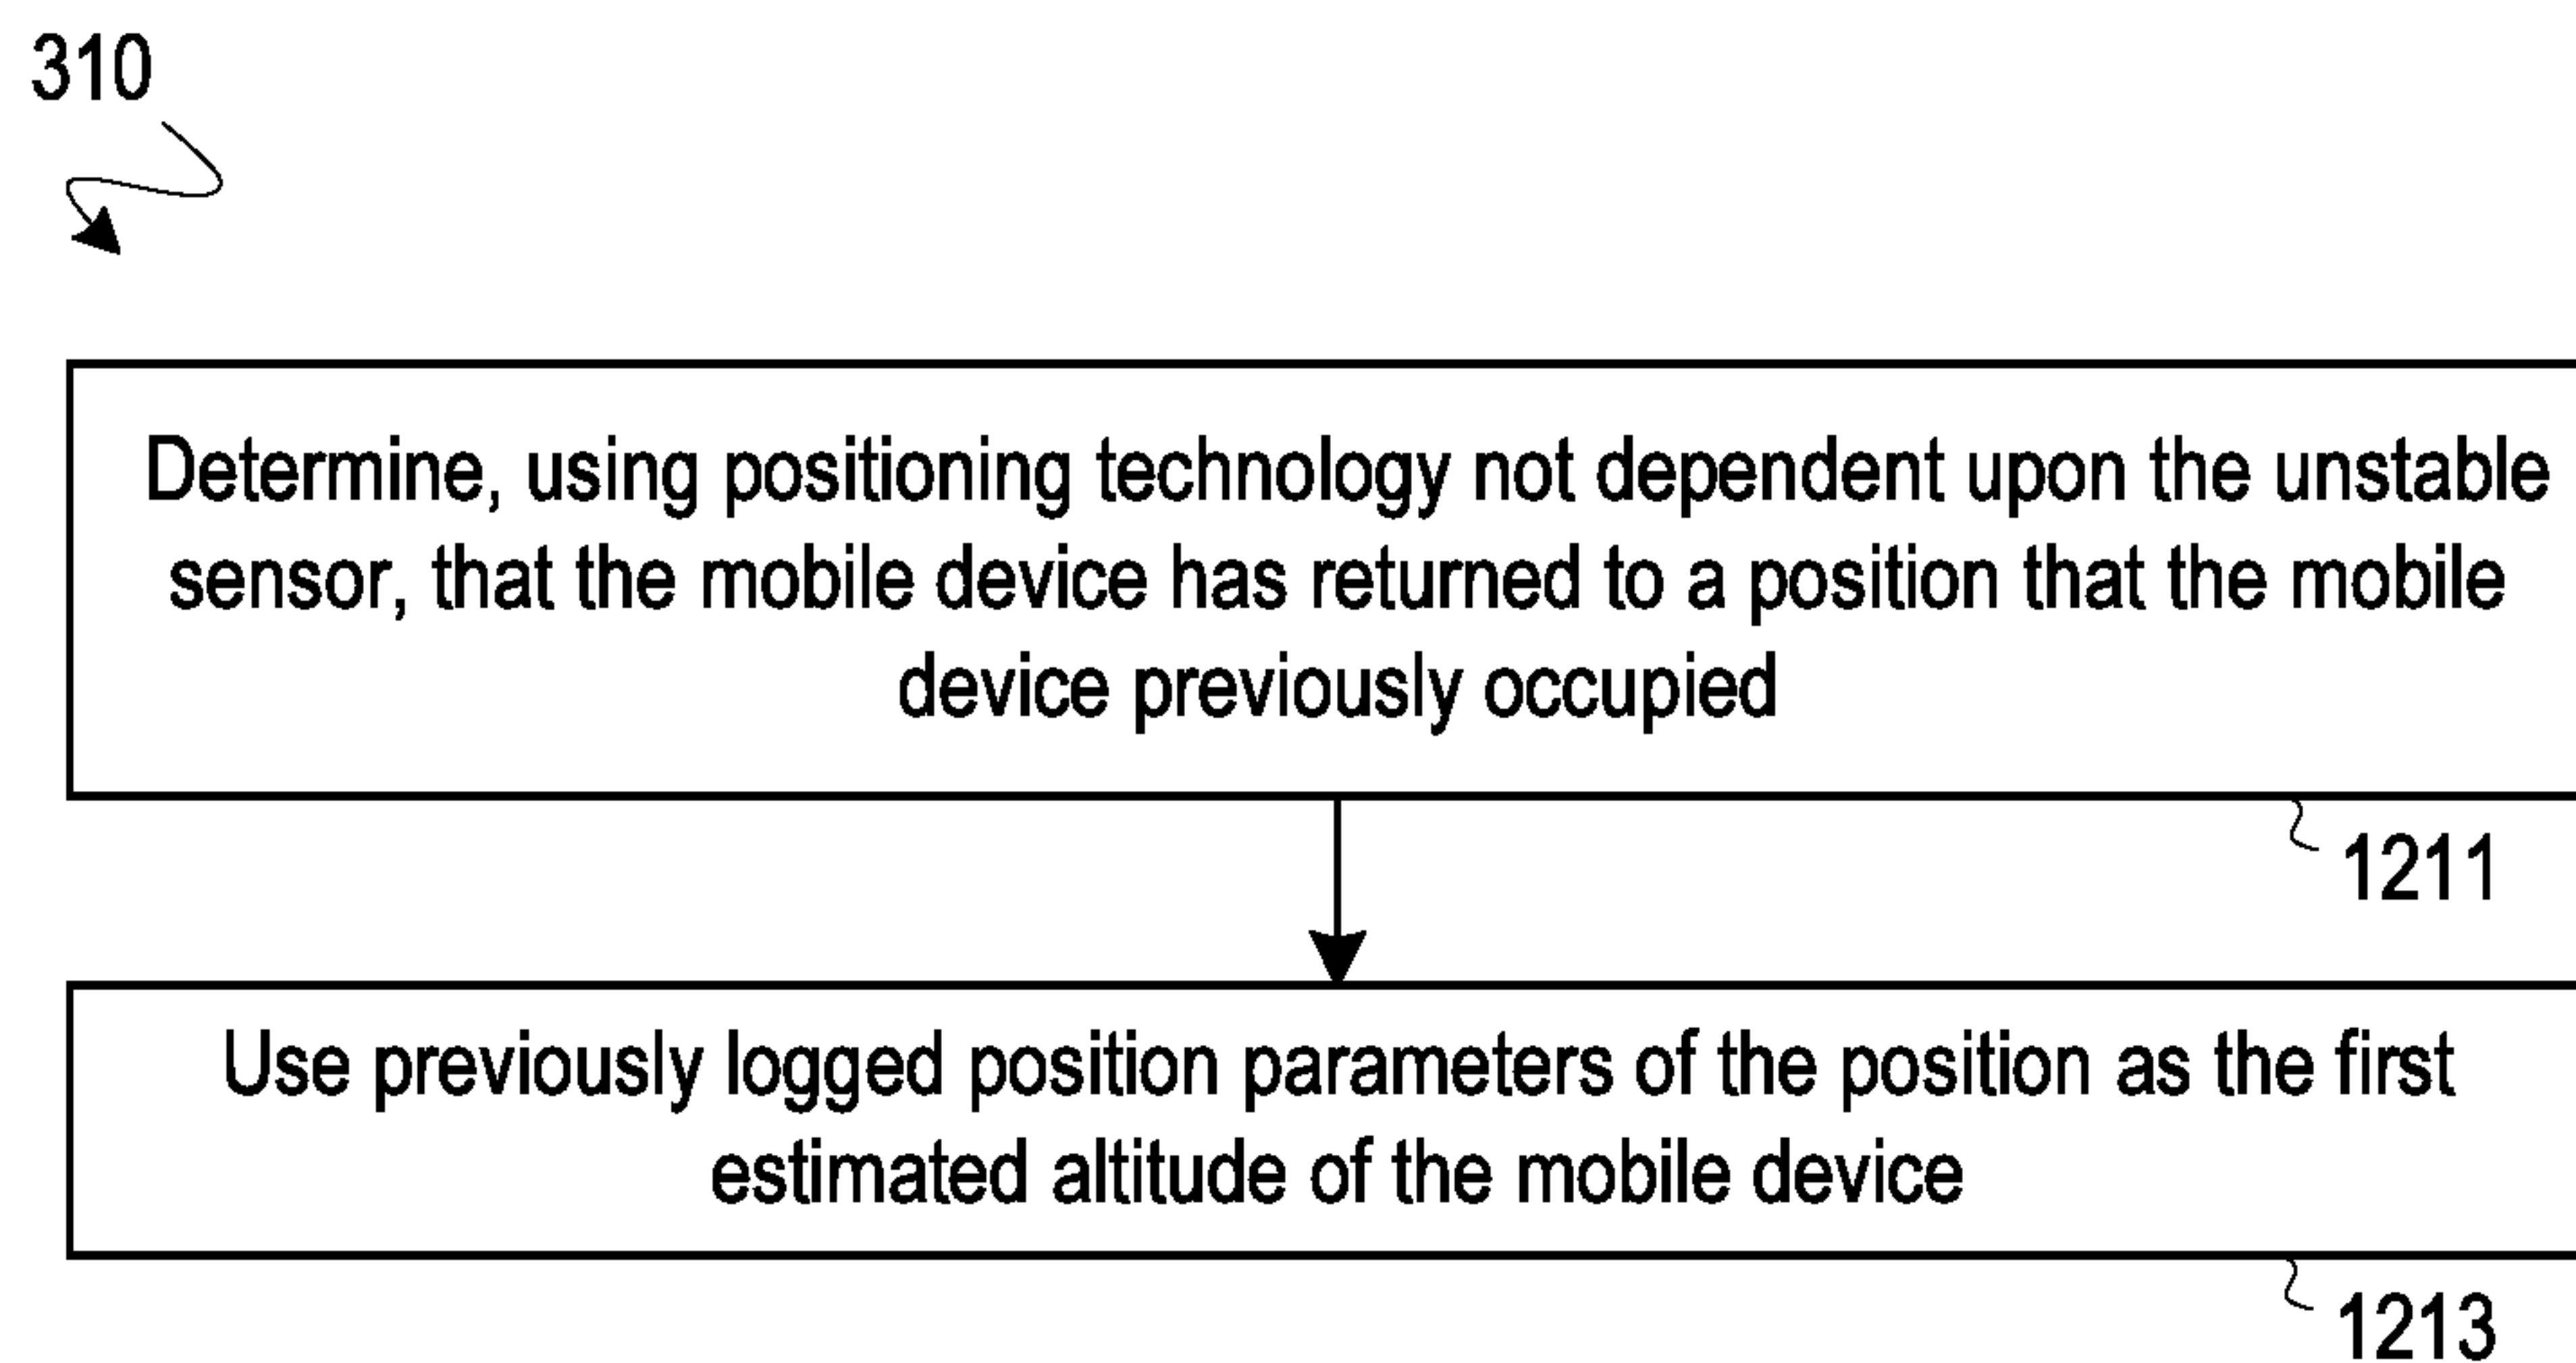 310
Determine, using positioning technology not dependent upon the unstable
sensor, that the mobile device has returned to a position that the mobile
device previously occupied
1211
Use previously logged position parameters of the position as the first
estimated altitude of the mobile device
1213